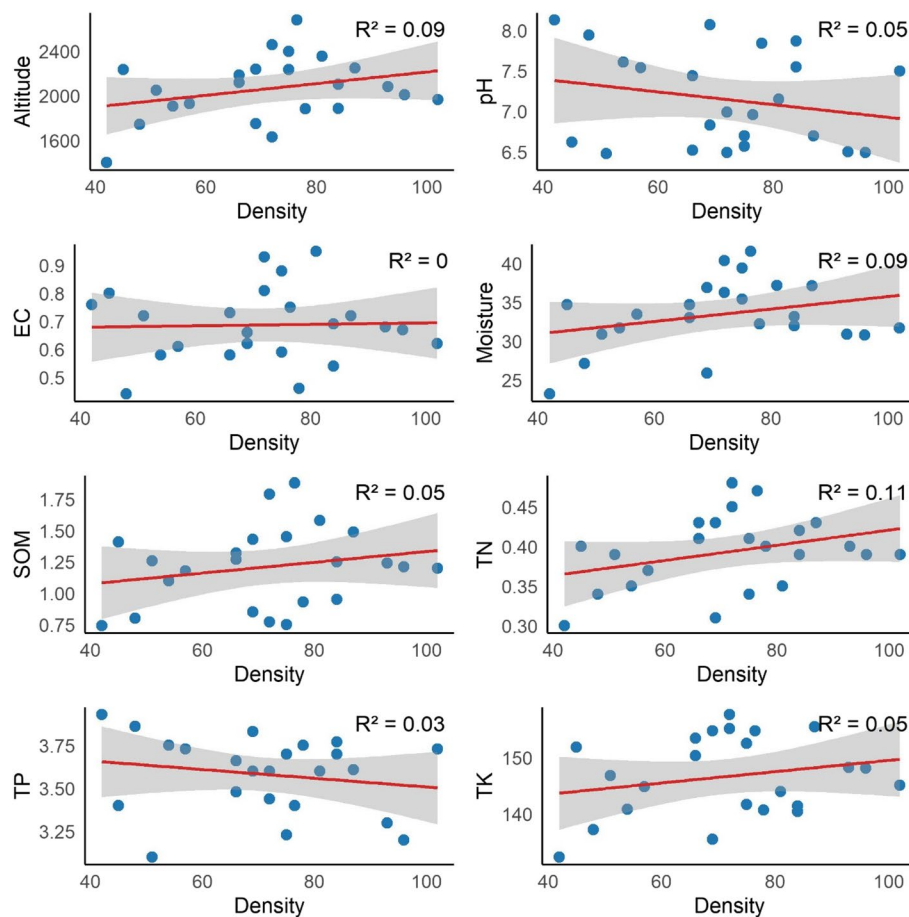 R² = 0.09
Altitude
2400
2000
1600
40 60 80 100
Density
R² = 0.05
pH
8.0
7.5
7.0
6.5
40 60 80 100
Density
R² = 0
EC
0.9
0.8
0.7
0.6
0.5
40 60 80 100
Density
R² = 0.09
Moisture
40
35
30
25
40 60 80 100
Density
R² = 0.05
SOM
1.75
1.50
1.25
1.00
0.75
40 60 80 100
Density
R² = 0.11
TN
0.45
0.40
0.35
0.30
40 60 80 100
Density
R² = 0.03
TP
3.75
3.50
3.25
40 60 80 100
Density
R² = 0.05
TK
150
140
40 60 80 100
Density